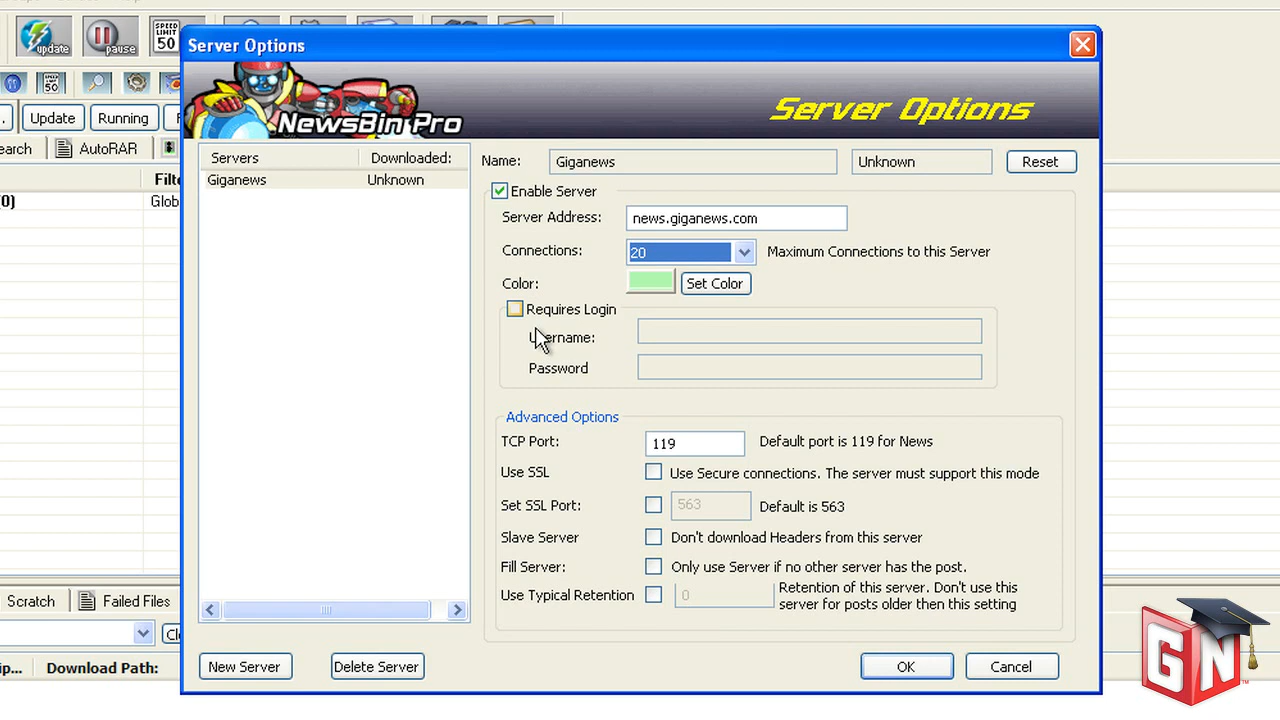 update
pause
SPEED LIMIT 50
Server Options
50
Update
Running
Server Options
NewsBin Pro
earch
AutoRAR
Servers
Downloaded:
Name:
Giganews
Unknown
Reset
Filte
Giganews
Unknown
Enable Server
(0)
Glob
Server Address:
news.giganews.com
Connections:
20
Maximum Connections to this Server
Color:
Set Color
Requires Login
Username:
Password
Advanced Options
TCP Port:
119
Default port is 119 for News
Use SSL
Use Secure connections. The server must support this mode
Set SSL Port:
563
Default is 563
Slave Server
Don't download Headers from this server
Fill Server:
Only use Server if no other server has the post.
Use Typical Retention
0
Retention of this server. Don't use this
server for posts older then this setting
Scratch
Failed Files
Cle
New Server
Delete Server
OK
Cancel
ip...
Download Path:
GN